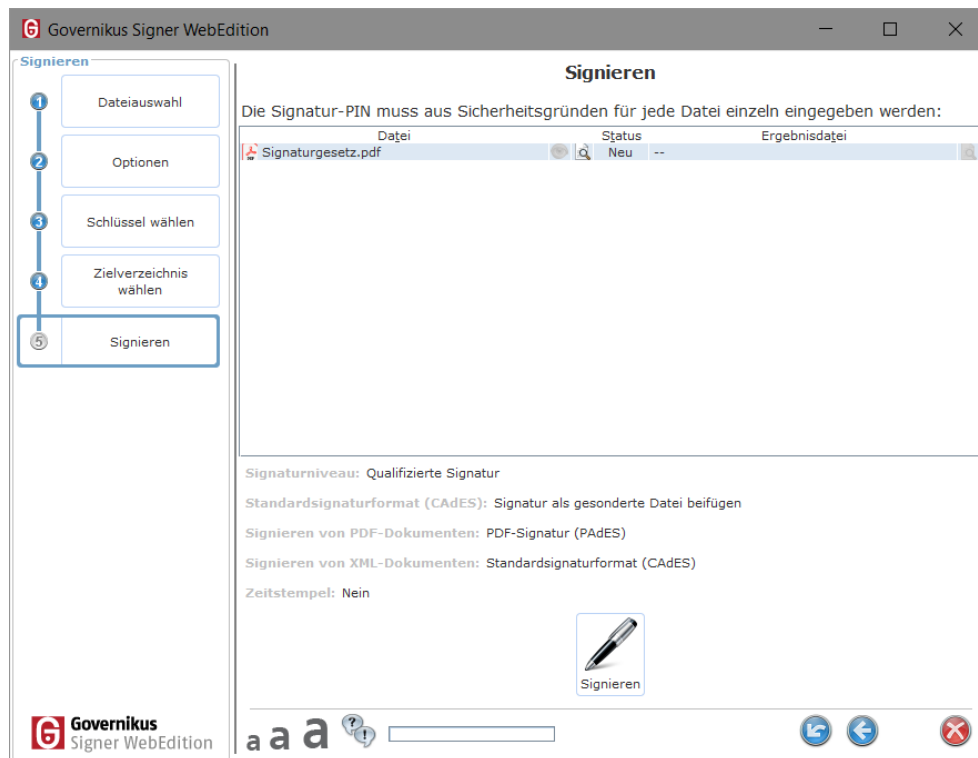 Governikus Signer WebEdition
Signieren
1 Dateiauswahl
2 Optionen
3 Schlüssel wählen
4 Zielverzeichnis
wählen
5 Signieren
Signieren
Die Signatur-PIN muss aus Sicherheitsgründen für jede Datei einzeln eingegeben werden:
Datei Status Ergebnisdatei
Signaturgesetz.pdf Neu --
Signaturniveau: Qualifizierte Signatur
Standardsignaturformat (CAdES): Signatur als gesonderte Datei beifügen
Signieren von PDF-Dokumenten: PDF-Signatur (PAdES)
Signieren von XML-Dokumenten: Standardsignaturformat (CAdES)
Zeitstempel: Nein
Signieren
Governikus
Signer WebEdition
a a a ? !